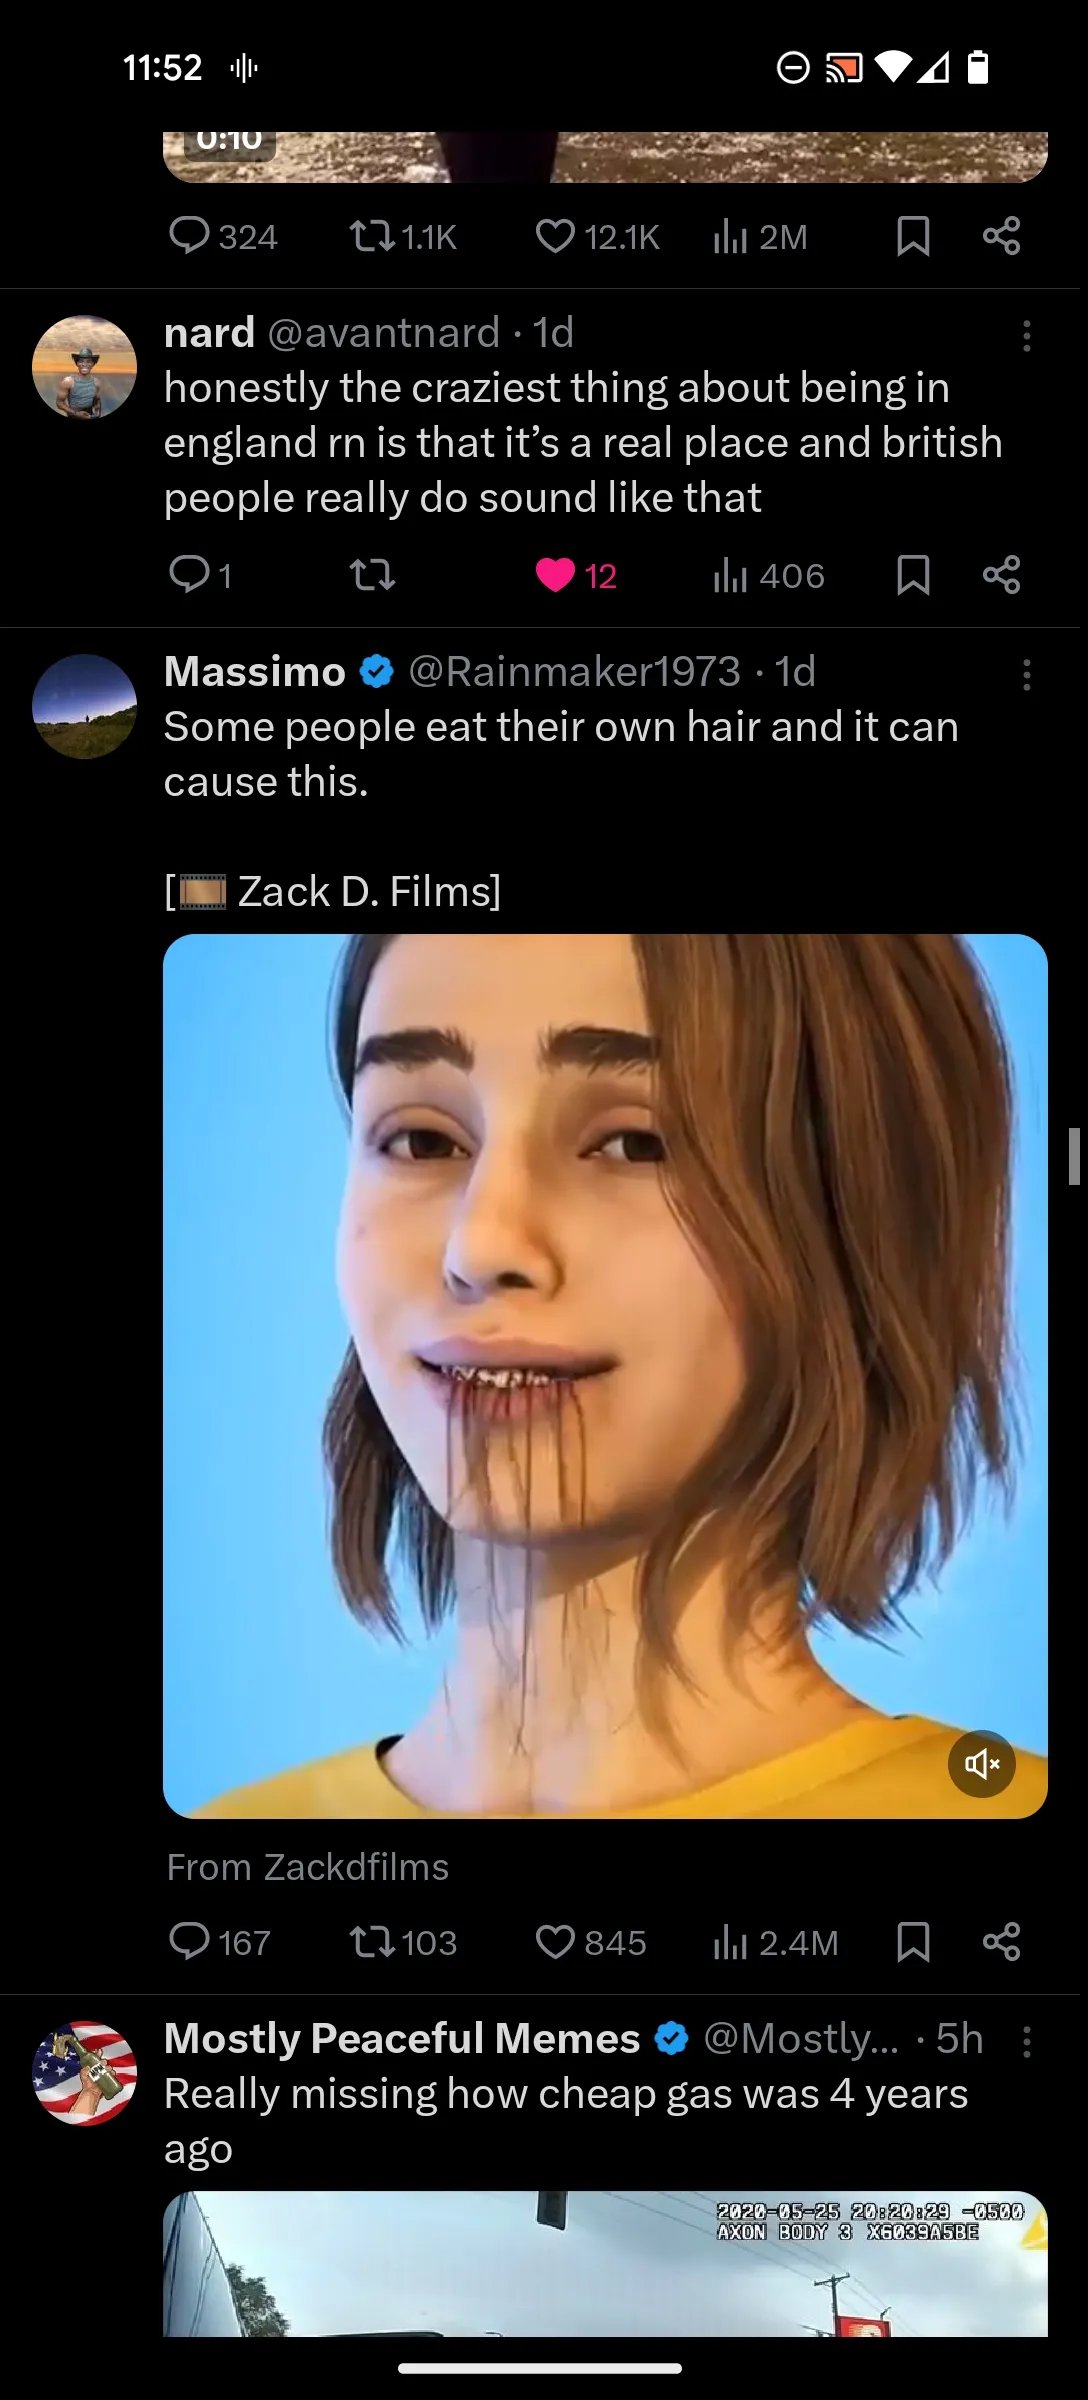 11:52
0:10
324 1.1K 12.1K 2M
nard @avantnard · 1d
honestly the craziest thing about being in
england rn is that it’s a real place and british
people really do sound like that
1 12 406
Massimo @Rainmaker1973 · 1d
Some people eat their own hair and it can
cause this.
[🎞️ Zack D. Films]
From Zackdfilms
167 103 845 2.4M
Mostly Peaceful Memes @Mostly... · 5h
Really missing how cheap gas was 4 years
ago
2020-05-25 20:20:29 -0500
AXON BODY 3 X6039A5BE